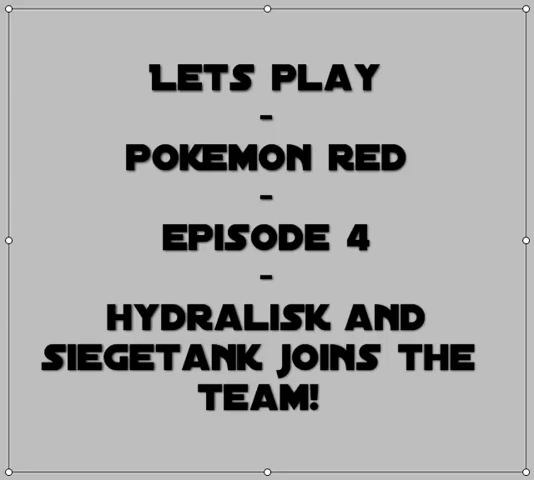 LETS PLAY
-
POKEMON RED
-
EPISODE 4
-
HYDRALISK AND
SIEGETANK JOINS THE
TEAM!